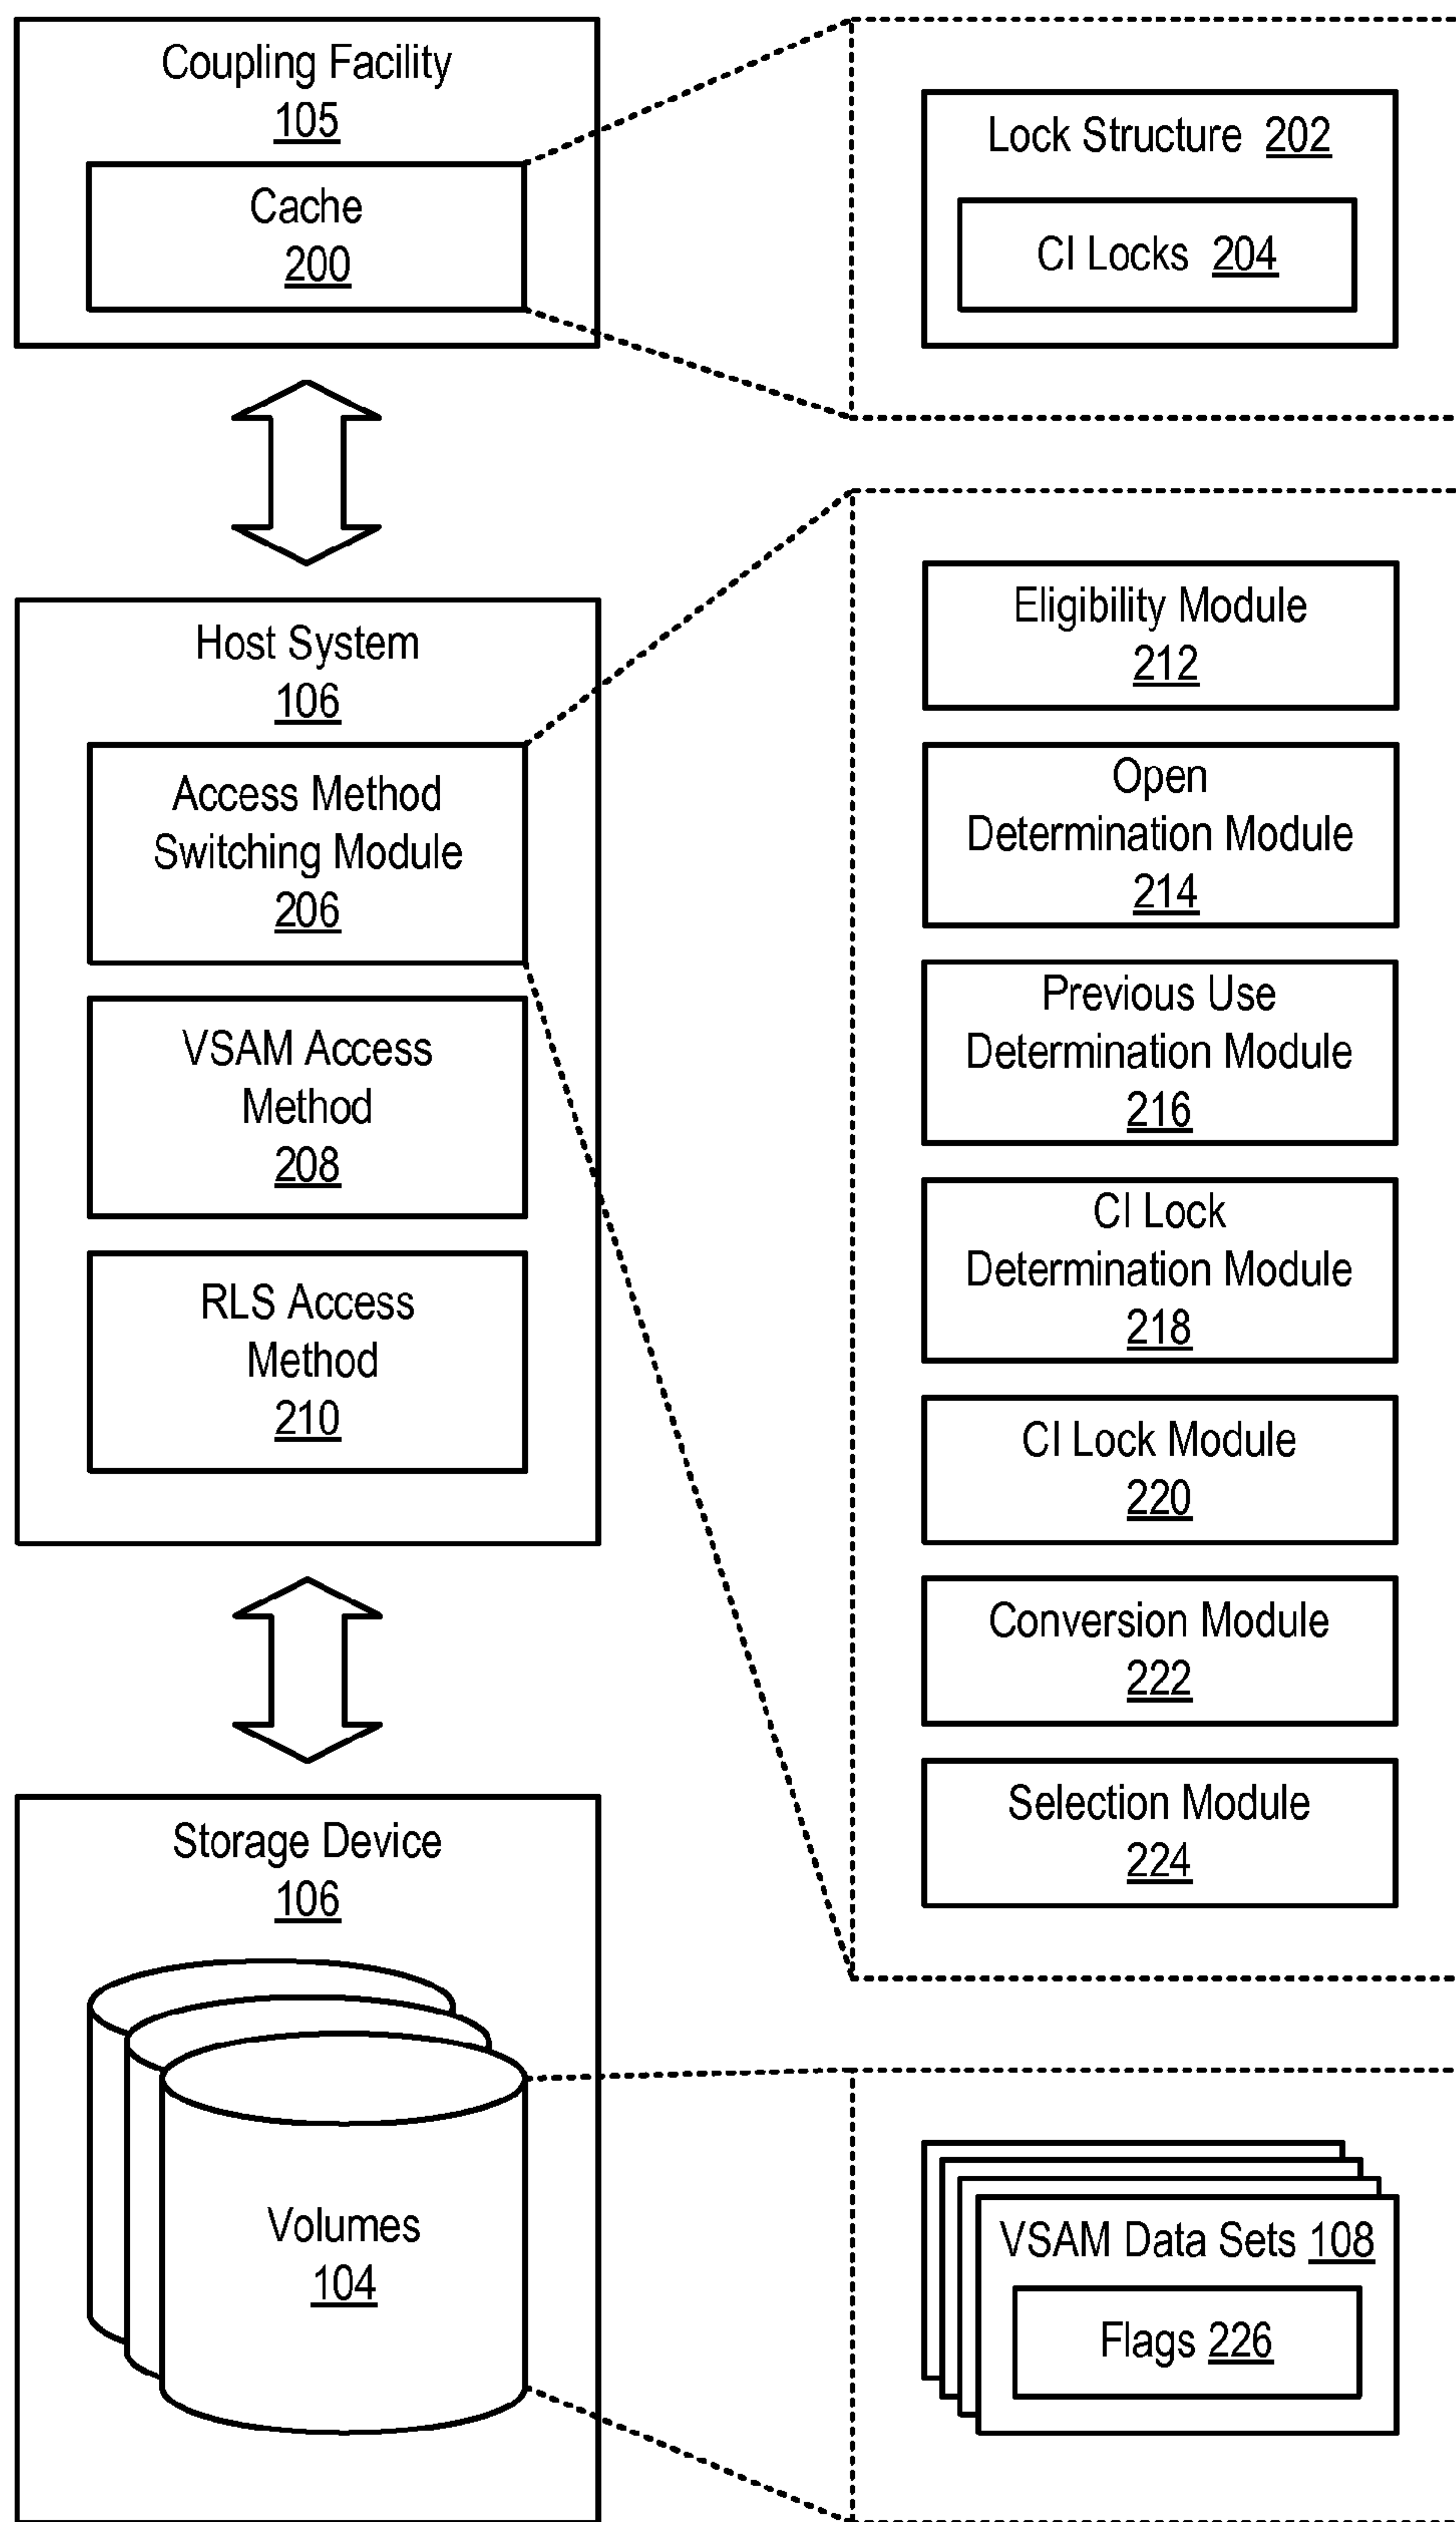 Coupling Facility
105
Cache
200
Lock Structure 202
CI Locks 204
Host System
106
Access Method
Switching Module
206
VSAM Access
Method
208
RLS Access
Method
210
Eligibility Module
212
Open
Determination Module
214
Previous Use
Determination Module
216
CI Lock
Determination Module
218
CI Lock Module
220
Conversion Module
222
Selection Module
224
Storage Device
106
Volumes
104
VSAM Data Sets 108
Flags 226